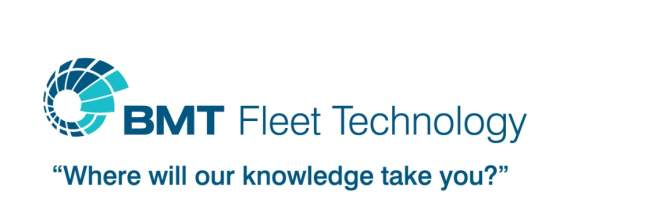 BMT Fleet Technology
“Where will our knowledge take you?”